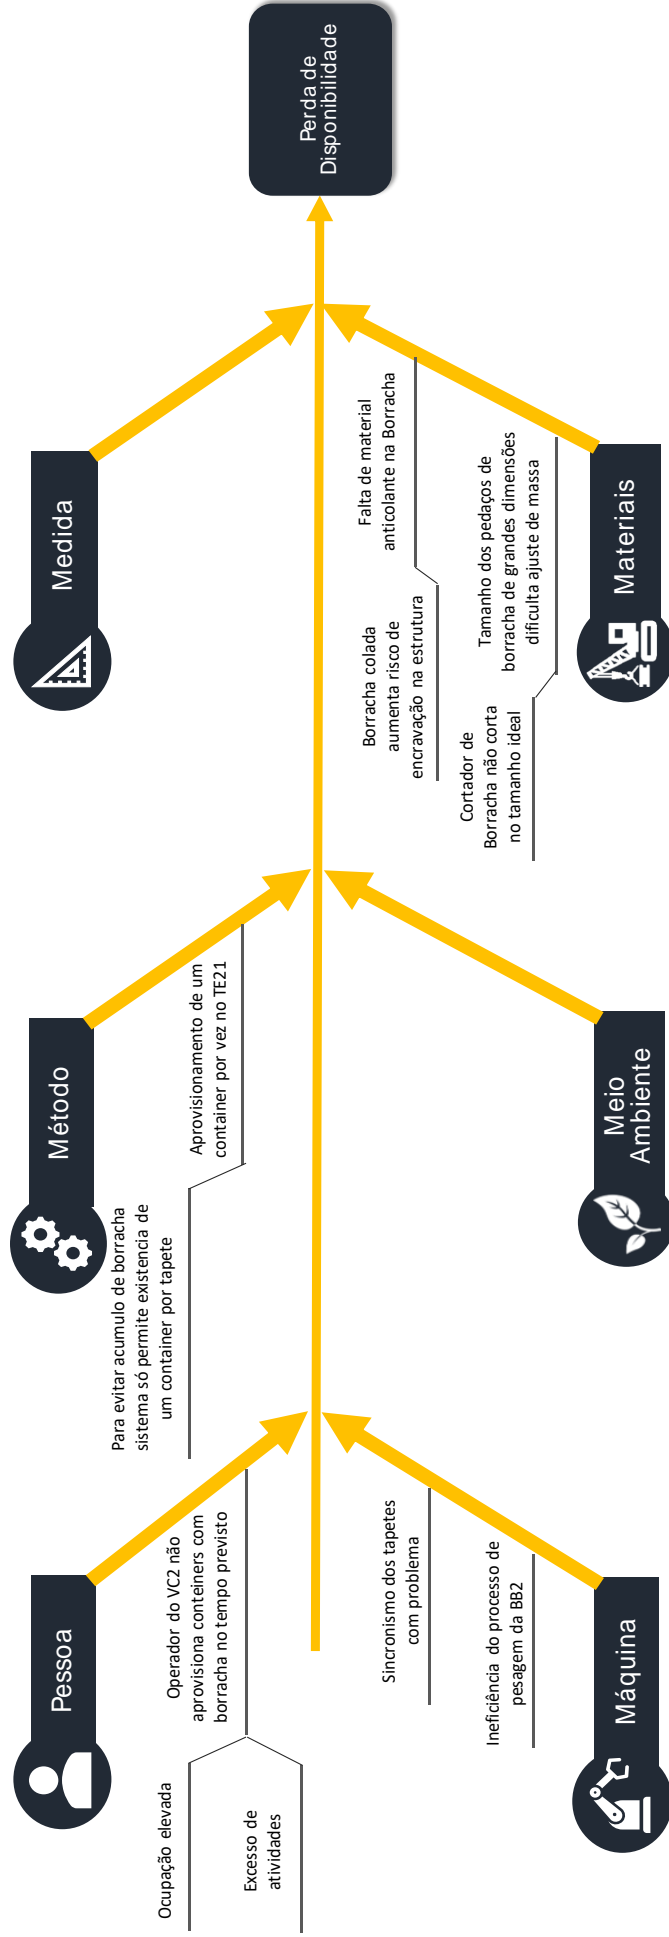 Pessoa
Ocupação elevada
Excesso de
atividades
Operador do VC2 não
aprovisiona conteiners com
borracha no tempo previsto
Método
Para evitar acumulo de borracha
sistema só permite existencia de
um container por tapete
Aprovisionamento de um
container por vez no TE21
Medida
Perda de
Disponibilidade
Máquina
Sincronismo dos tapetes
com problema
Ineficiência do processo de
pesagem da BB2
Meio
Ambiente
Materiais
Borracha colada
aumenta risco de
encravação na estrutura
Falta de material
anticolante na Borracha
Cortador de
Borracha não corta
no tamanho ideal
Tamanho dos pedaços de
borracha de grandes dimensões
dificulta ajuste de massa